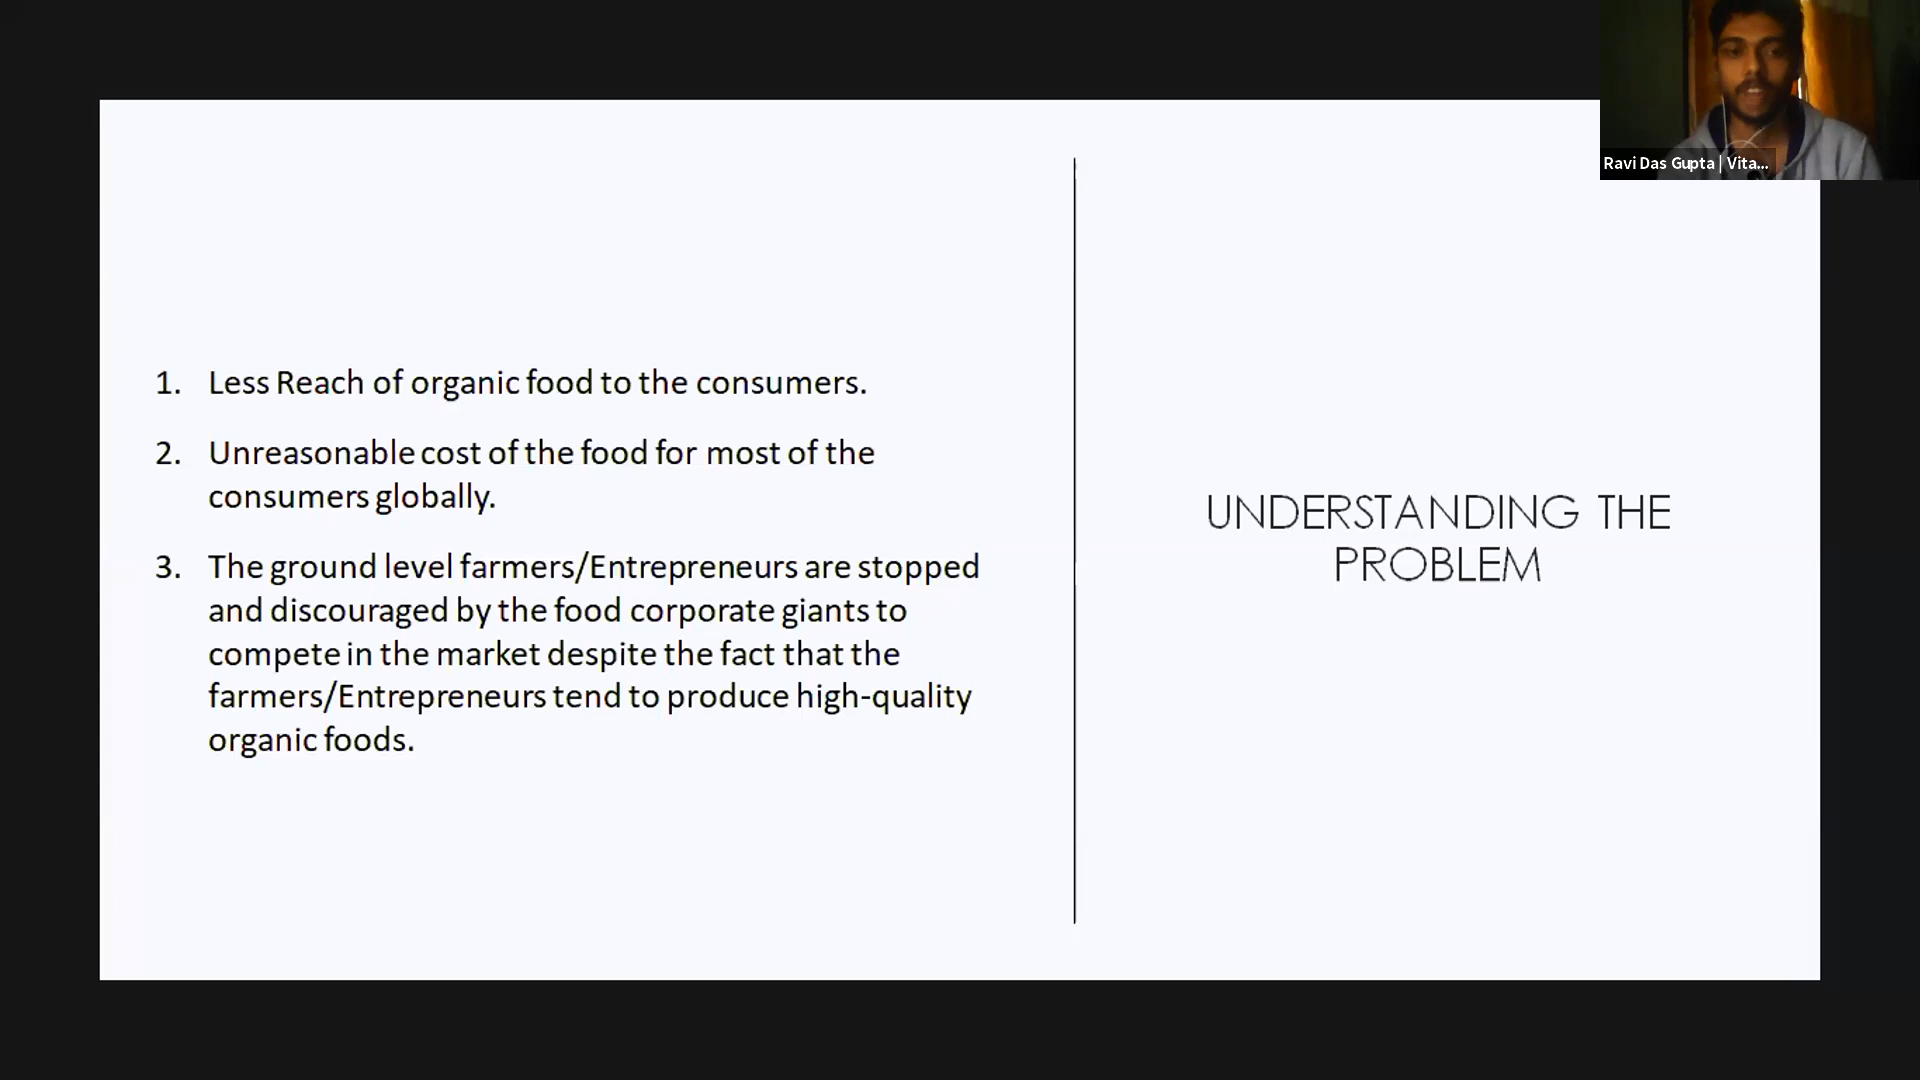 Ravi Das Gupta | Vita...
1. Less Reach of organic food to the consumers.
2. Unreasonable cost of the food for most of the
consumers globally.
3. The ground level farmers/Entrepreneurs are stopped
and discouraged by the food corporate giants to
compete in the market despite the fact that the
farmers/Entrepreneurs tend to produce high-quality
organic foods.
UNDERSTANDING THE
PROBLEM